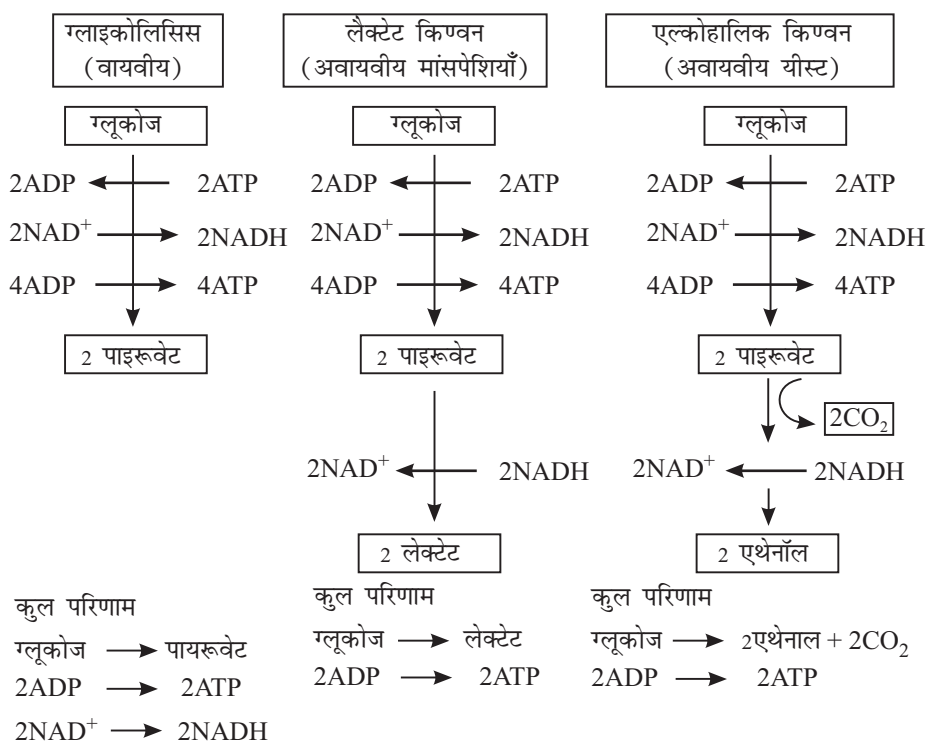 ग्लाइकोलिसिस
(वायवीय)
ग्लूकोज
2ADP ← 2ATP
2NAD⁺ → 2NADH
4ADP → 4ATP
2 पाइरूवेट
कुल परिणाम
ग्लूकोज → पायरूवेट
2ADP → 2ATP
2NAD⁺ → 2NADH
लैक्टेट किण्वन
(अवायवीय मांसपेशियाँ)
ग्लूकोज
2ADP ← 2ATP
2NAD⁺ → 2NADH
4ADP → 4ATP
2 पाइरूवेट
2NAD⁺ ← 2NADH
2 लेक्टेट
कुल परिणाम
ग्लूकोज → लेक्टेट
2ADP → 2ATP
एल्कोहालिक किण्वन
(अवायवीय यीस्ट)
ग्लूकोज
2ADP ← 2ATP
2NAD⁺ → 2NADH
4ADP → 4ATP
2 पाइरूवेट
2CO₂
2NAD⁺ ← 2NADH
2 एथेनॉल
कुल परिणाम
ग्लूकोज → 2एथेनाल + 2CO₂
2ADP → 2ATP